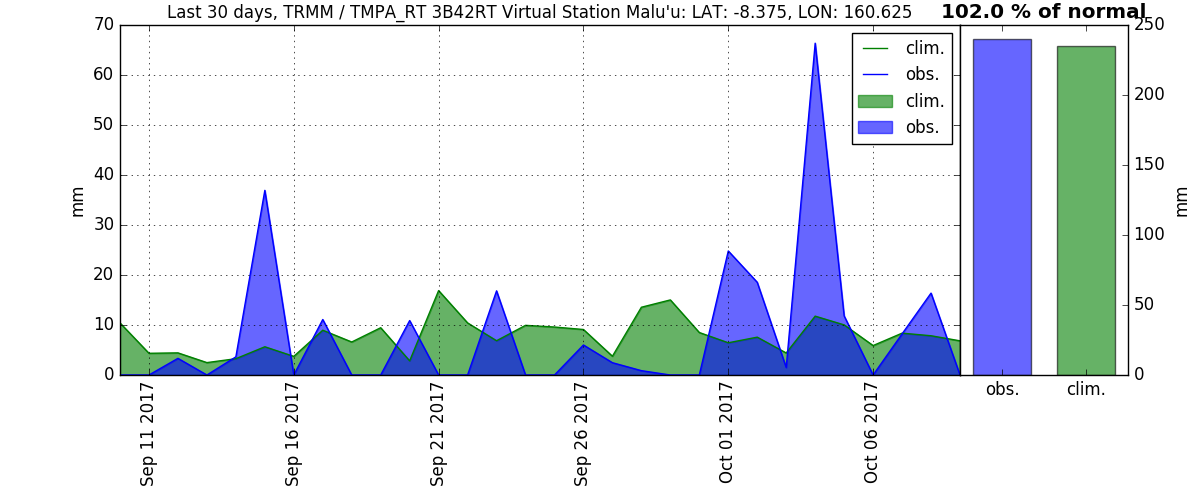 Last 30 days, TRMM / TMPA_RT 3B42RT Virtual Station Malu'u: LAT: -8.375, LON: 160.625
102.0 % of normal
70
60
50
40
30
20
10
0
mm
clim.
obs.
clim.
obs.
Sep 11 2017
Sep 16 2017
Sep 21 2017
Sep 26 2017
Oct 01 2017
Oct 06 2017
250
200
150
100
50
0
mm
obs.
clim.